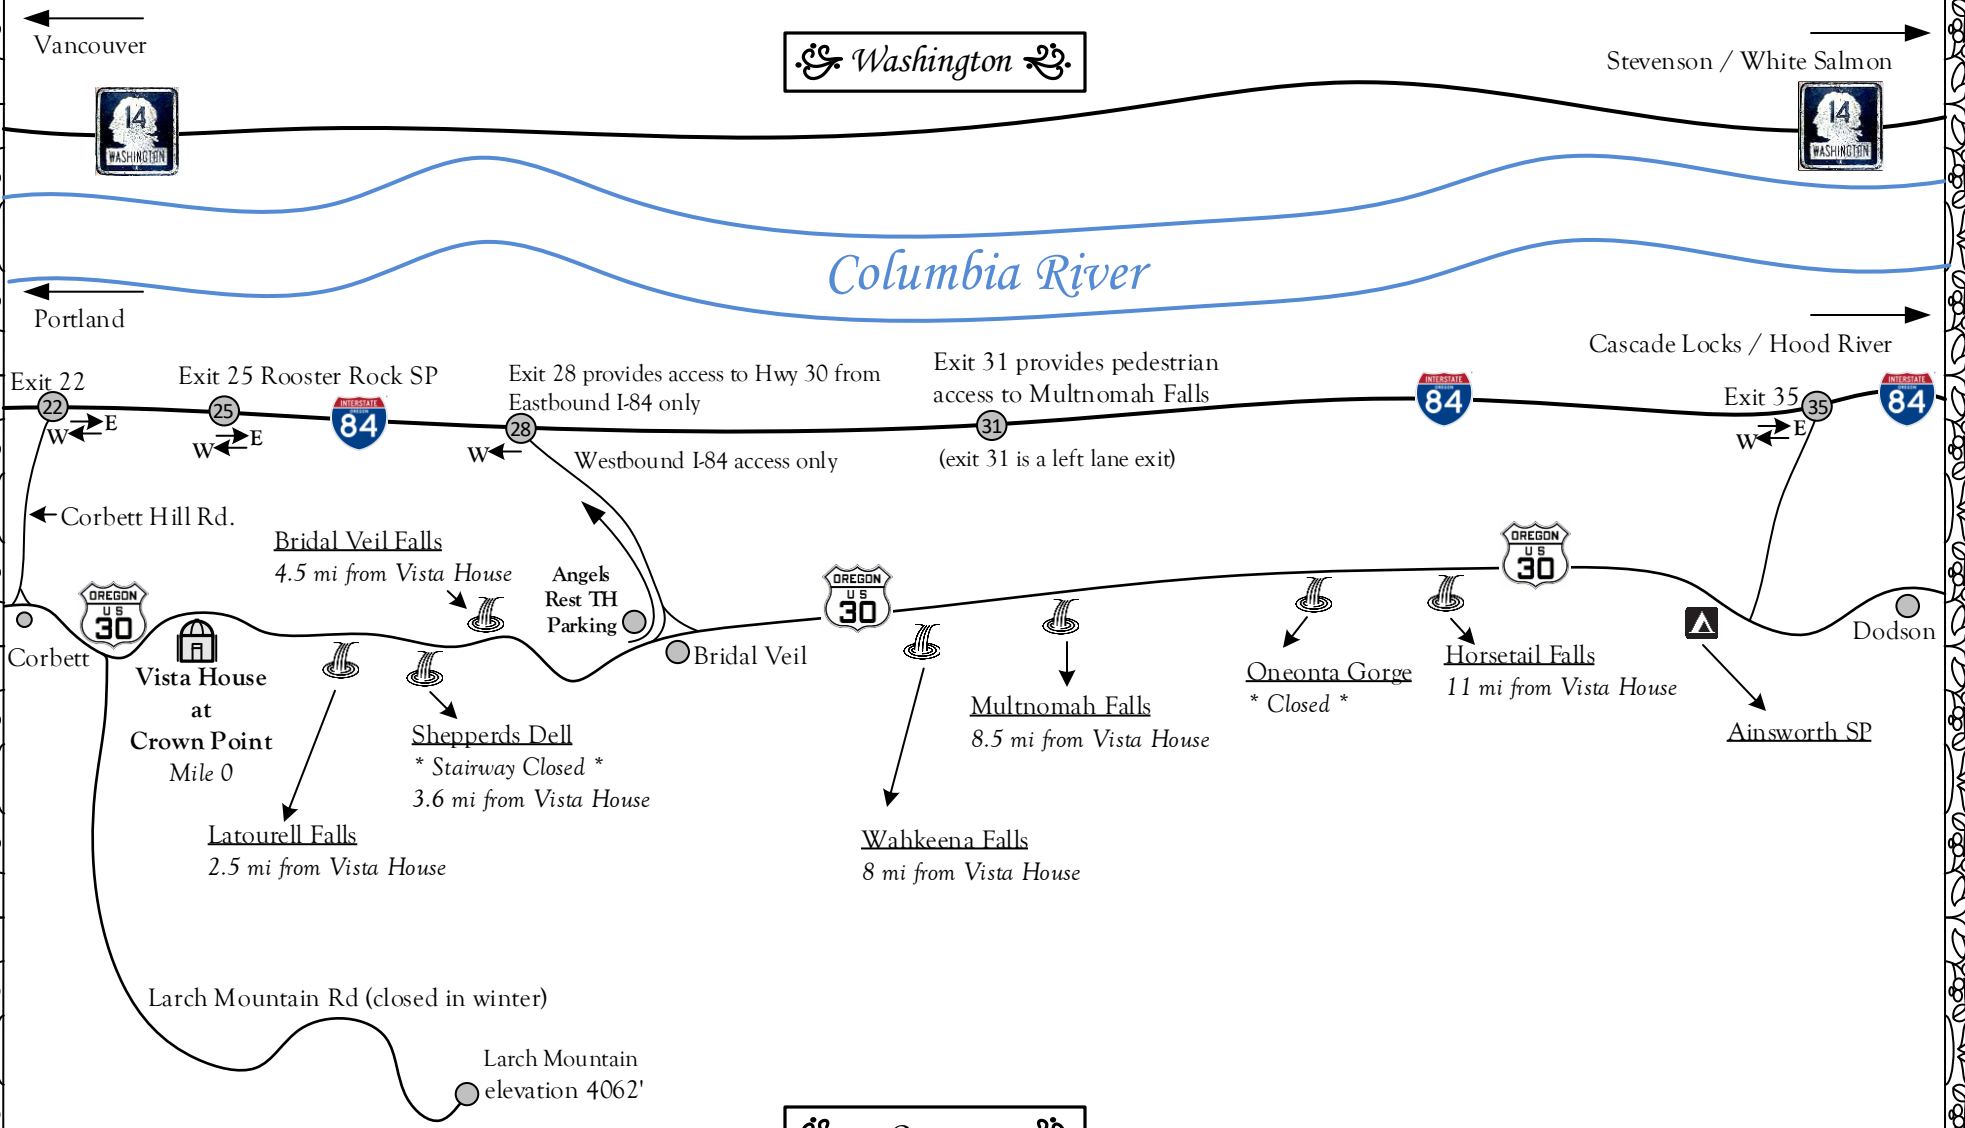 Vancouver
Washington
Stevenson / White Salmon
14
WASHINGTON
14
WASHINGTON
Columbia River
Portland
Cascade Locks / Hood River
Exit 22
22
W E
Exit 25 Rooster Rock SP
25
W E
INTERSTATE
OREGON
84
Exit 28 provides access to Hwy 30 from
Eastbound I-84 only
28
W
Westbound I-84 access only
Exit 31 provides pedestrian
access to Multnomah Falls
31
(exit 31 is a left lane exit)
INTERSTATE
OREGON
84
Exit 35
35
W E
INTERSTATE
OREGON
84
Corbett Hill Rd.
Bridal Veil Falls
4.5 mi from Vista House
Angels
Rest TH
Parking
OREGON
US
30
OREGON
US
30
OREGON
US
30
Corbett
Vista House
at
Crown Point
Mile 0
Bridal Veil
Dodson
Shepperds Dell
* Stairway Closed *
3.6 mi from Vista House
Multnomah Falls
8.5 mi from Vista House
Oneonta Gorge
* Closed *
Horsetail Falls
11 mi from Vista House
Ainsworth SP
Latourell Falls
2.5 mi from Vista House
Wahkeena Falls
8 mi from Vista House
Larch Mountain Rd (closed in winter)
Larch Mountain
elevation 4062'